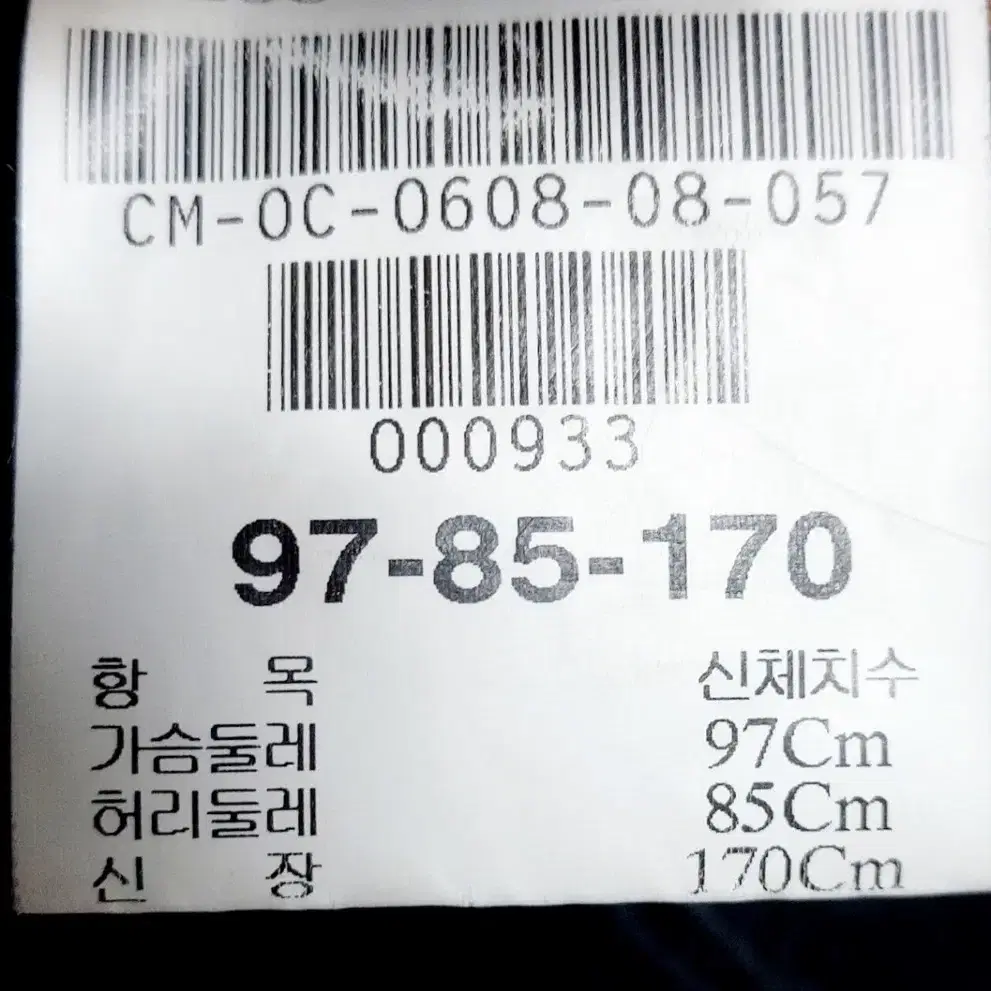 CM-OC-0608-08-057
000933
97-85-170
항 목 신체치수
가슴둘레 97Cm
허리둘레 85Cm
신 장 170Cm